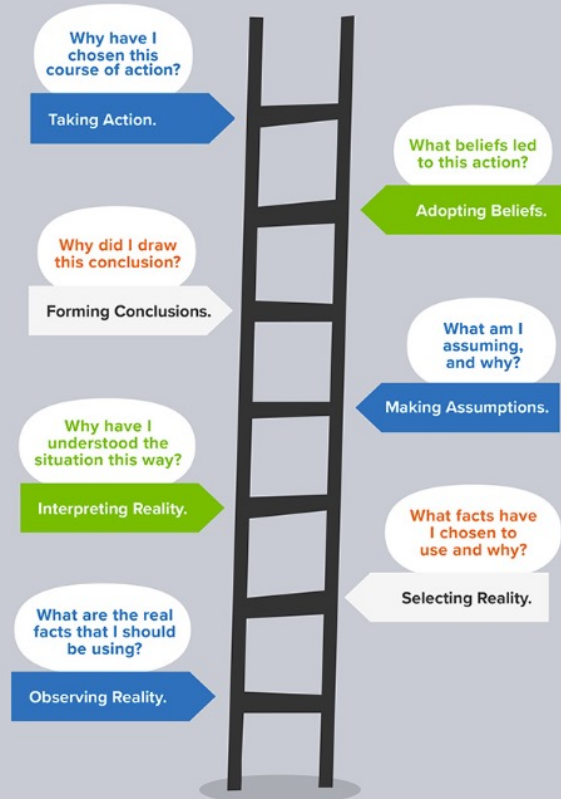 Why have I
chosen this
course of action?
Taking Action.
What beliefs led
to this action?
Adopting Beliefs.
Why did I draw
this conclusion?
Forming Conclusions.
What am I
assuming,
and why?
Making Assumptions.
Why have I
understood the
situation this way?
Interpreting Reality.
What facts have
I chosen to
use and why?
Selecting Reality.
What are the real
facts that I should
be using?
Observing Reality.